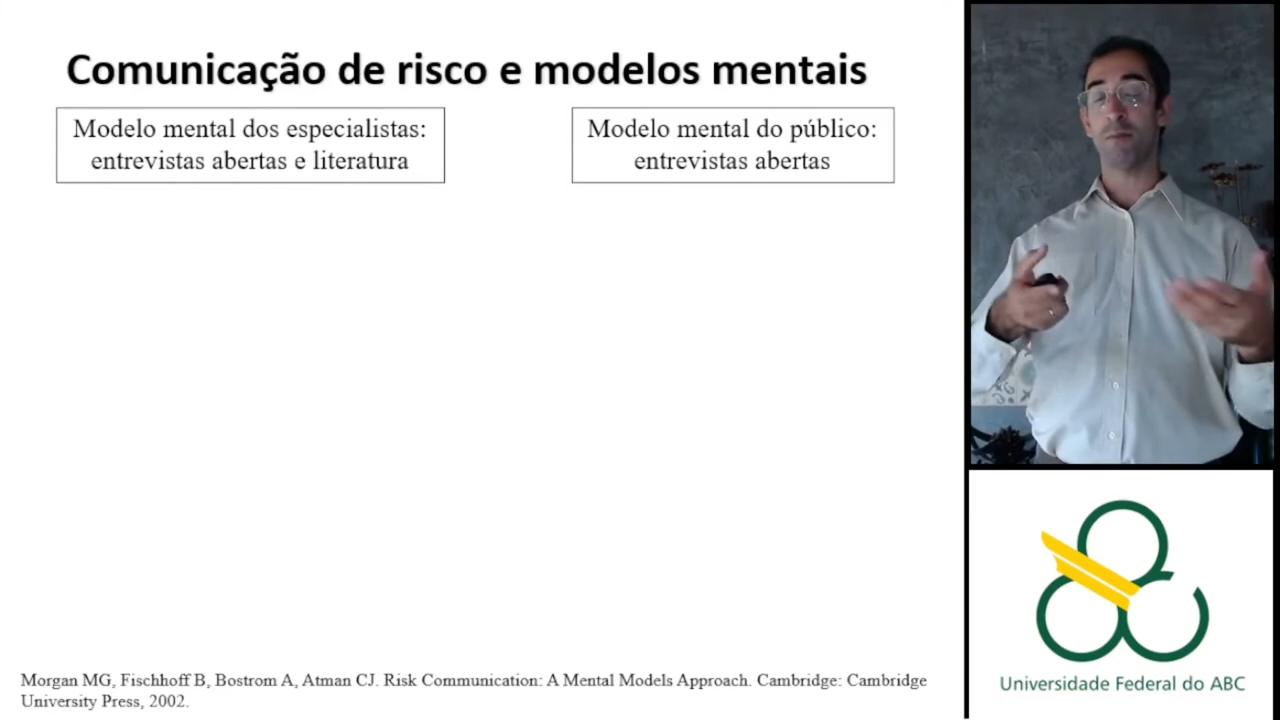 Comunicação de risco e modelos mentais
Modelo mental dos especialistas:
entrevistas abertas e literatura
Modelo mental do público:
entrevistas abertas
Morgan MG, Fischhoff B, Bostrom A, Atman CJ. Risk Communication: A Mental Models Approach. Cambridge: Cambridge
University Press, 2002.
Universidade Federal do ABC